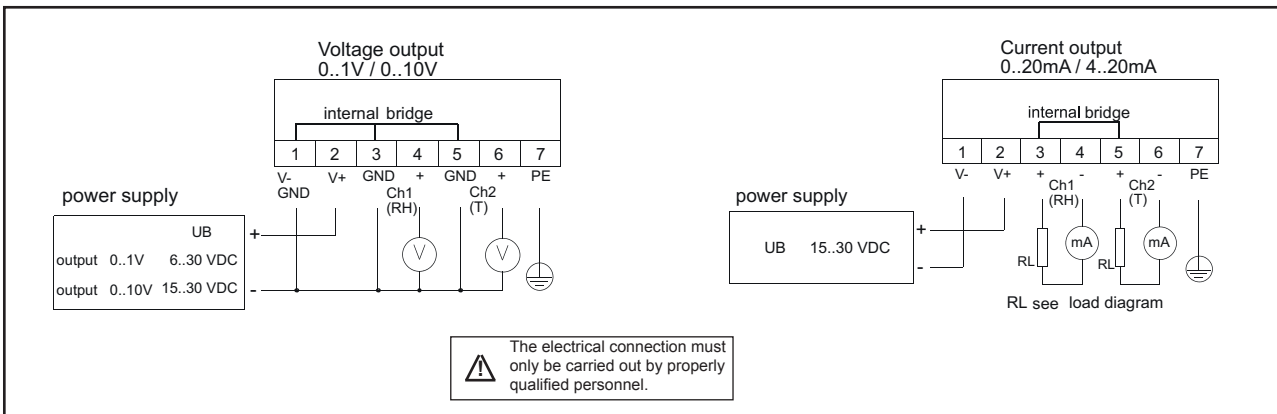 Voltage output
0..1V / 0..10V
internal bridge
1 2 3 4 5 6 7
V- V+ GND + GND + PE
GND Ch1 Ch2
(RH) (T)
power supply
UB +
output 0..1V 6..30 VDC
output 0..10V 15..30 VDC -
V V
Current output
0..20mA / 4..20mA
internal bridge
1 2 3 4 5 6 7
V- V+ + - + - PE
Ch1 Ch2
(RH) (T)
power supply
+
UB 15..30 VDC
-
RL mA RL mA
RL see load diagram
The electrical connection must
only be carried out by properly
qualified personnel.